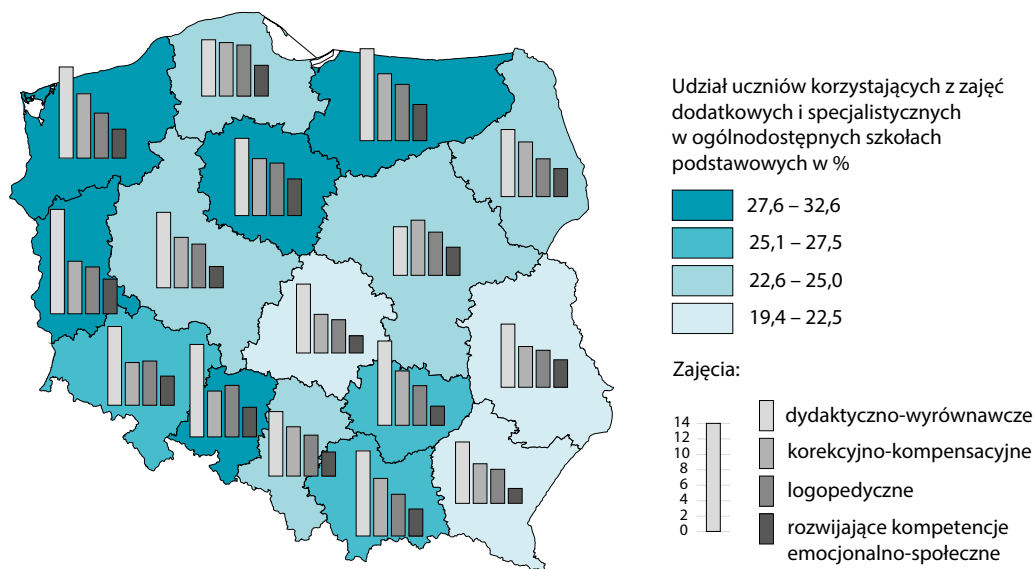 Udział uczniów korzystających z zajęć
dodatkowych i specjalistycznych
w ogólnodostępnych szkołach
podstawowych w %
27,6 – 32,6
25,1 – 27,5
22,6 – 25,0
19,4 – 22,5
Zajęcia:
14
12
10
8
6
4
2
0
dydaktyczno-wyrównawcze
korekcyjno-kompensacyjne
logopedyczne
rozwijające kompetencje
emocjonalno-społeczne